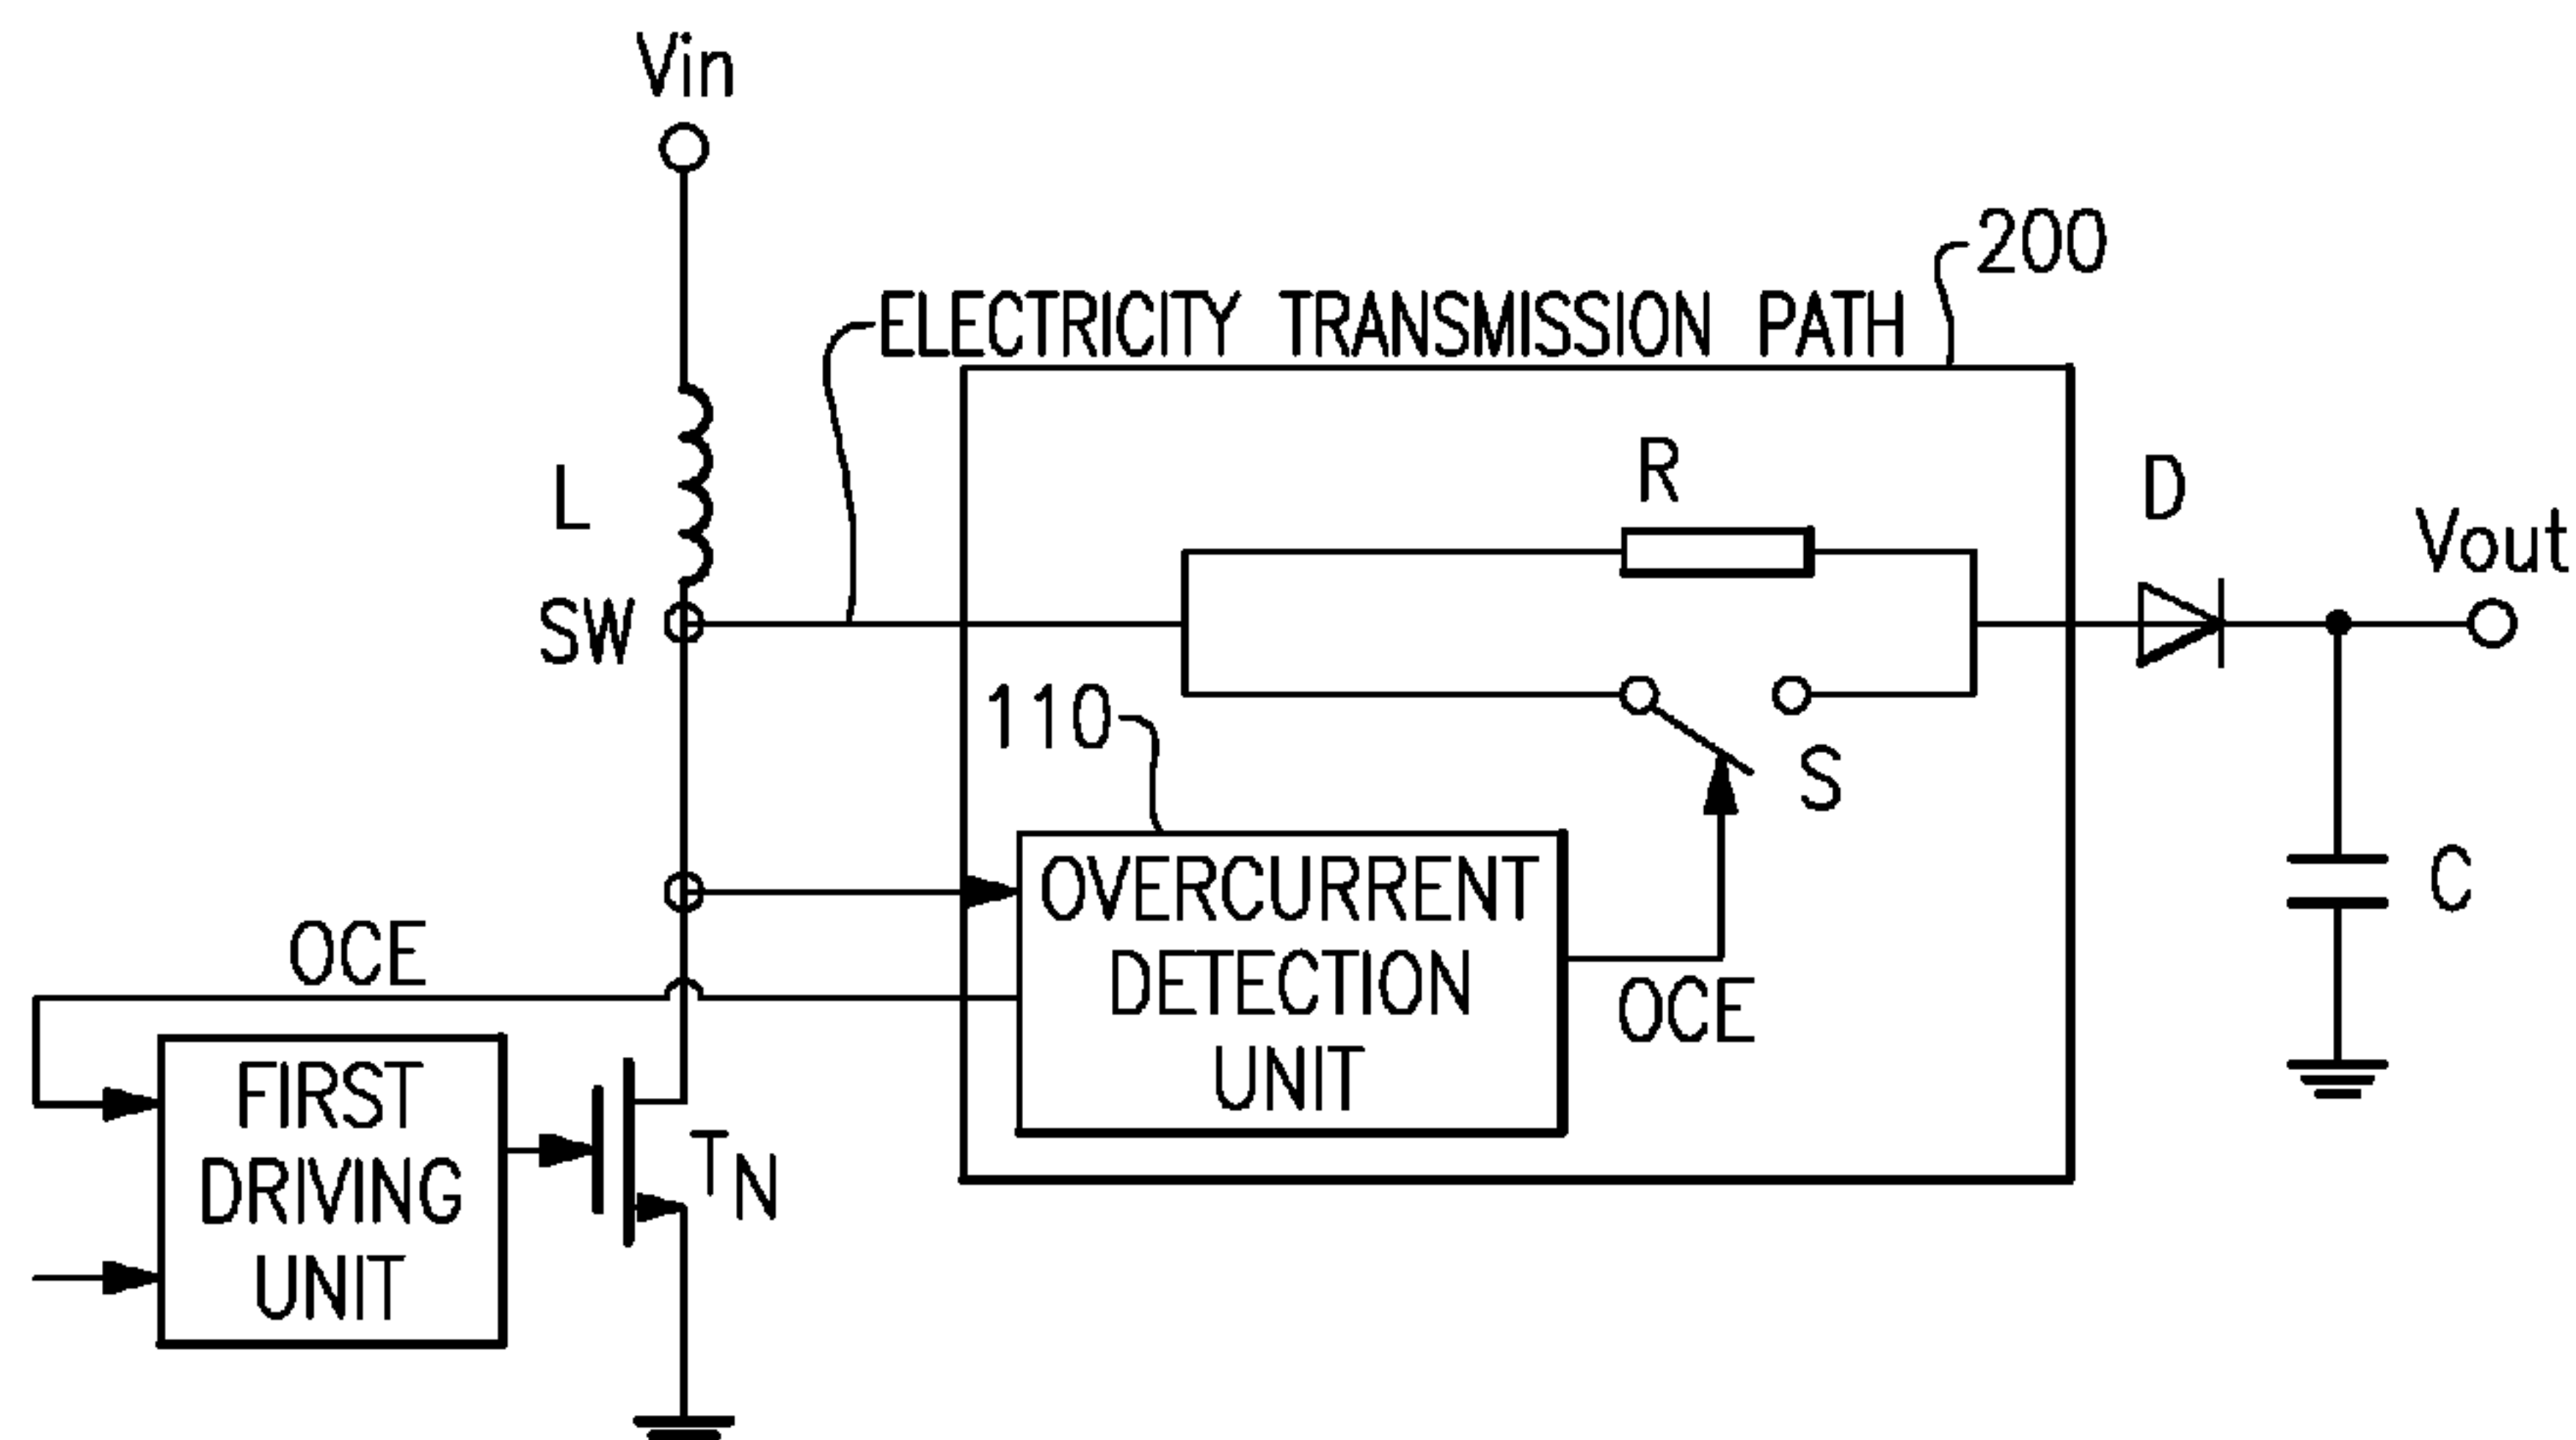 Vin
200
ELECTRICITY TRANSMISSION PATH
R
D
L
Vout
SW
110
S
OVERCURRENT
DETECTION
UNIT
C
OCE
OCE
FIRST
DRIVING
UNIT
TN